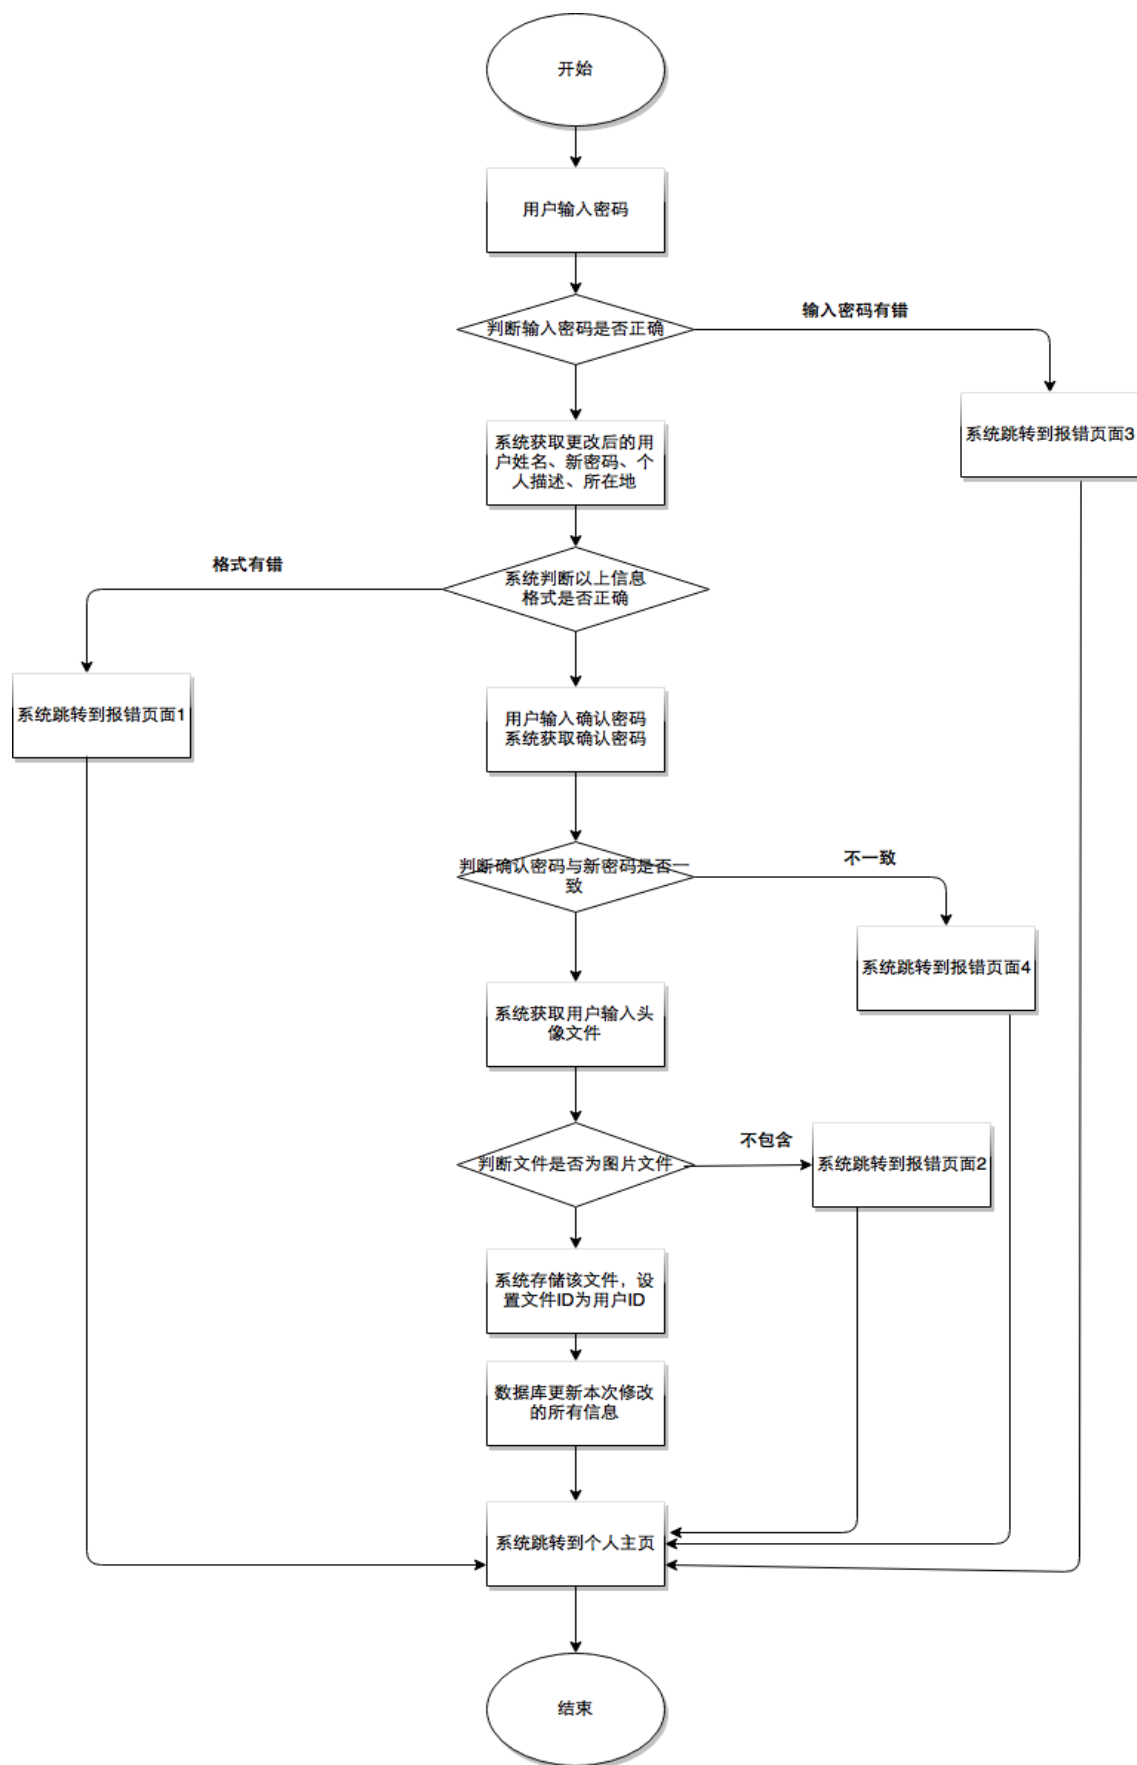 开始
用户输入密码
输入密码有错
判断输入密码是否正确
系统获取更改后的用
户姓名、新密码、个
人描述、所在地
系统跳转到报错页面3
格式有错
系统判断以上信息
格式是否正确
系统跳转到报错页面1
用户输入确认密码
系统获取确认密码
不一致
判断确认密码与新密码是否一
致
系统跳转到报错页面4
系统获取用户输入头
像文件
不包含
判断文件是否为图片文件
系统跳转到报错页面2
系统存储该文件，设
置文件ID为用户ID
数据库更新本次修改
的所有信息
系统跳转到个人主页
结束